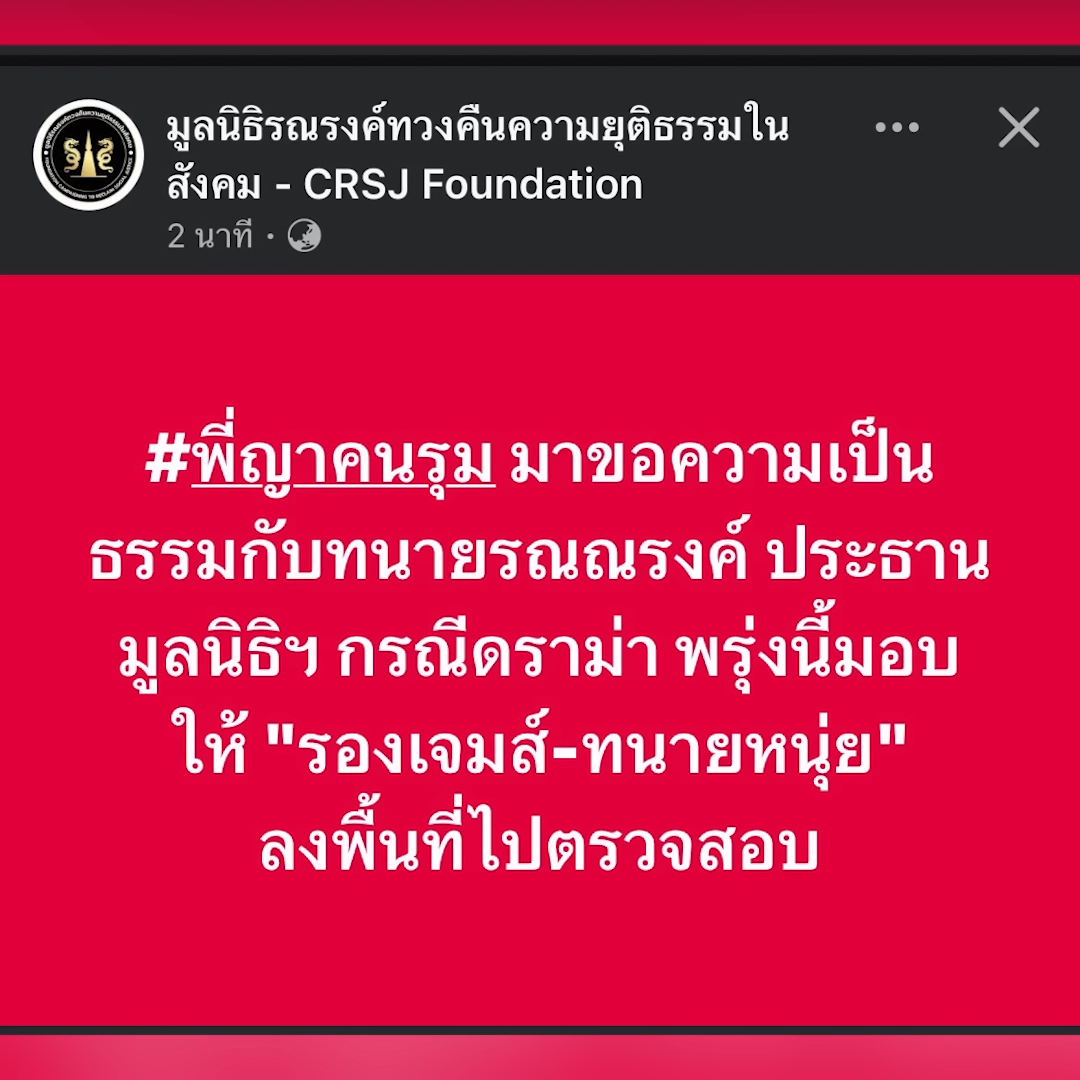 มูลนิธิรณรงค์ทวงคืนความยุติธรรมใน
สังคม - CRSJ Foundation
2 นาที ·
#พี่ญาคนรุม มาขอความเป็น
ธรรมกับทนายรณณรงค์ ประธาน
มูลนิธิฯ กรณีดราม่า พรุ่งนี้มอบ
ให้ "รองเจมส์-ทนายหนุ่ย"
ลงพื้นที่ไปตรวจสอบ